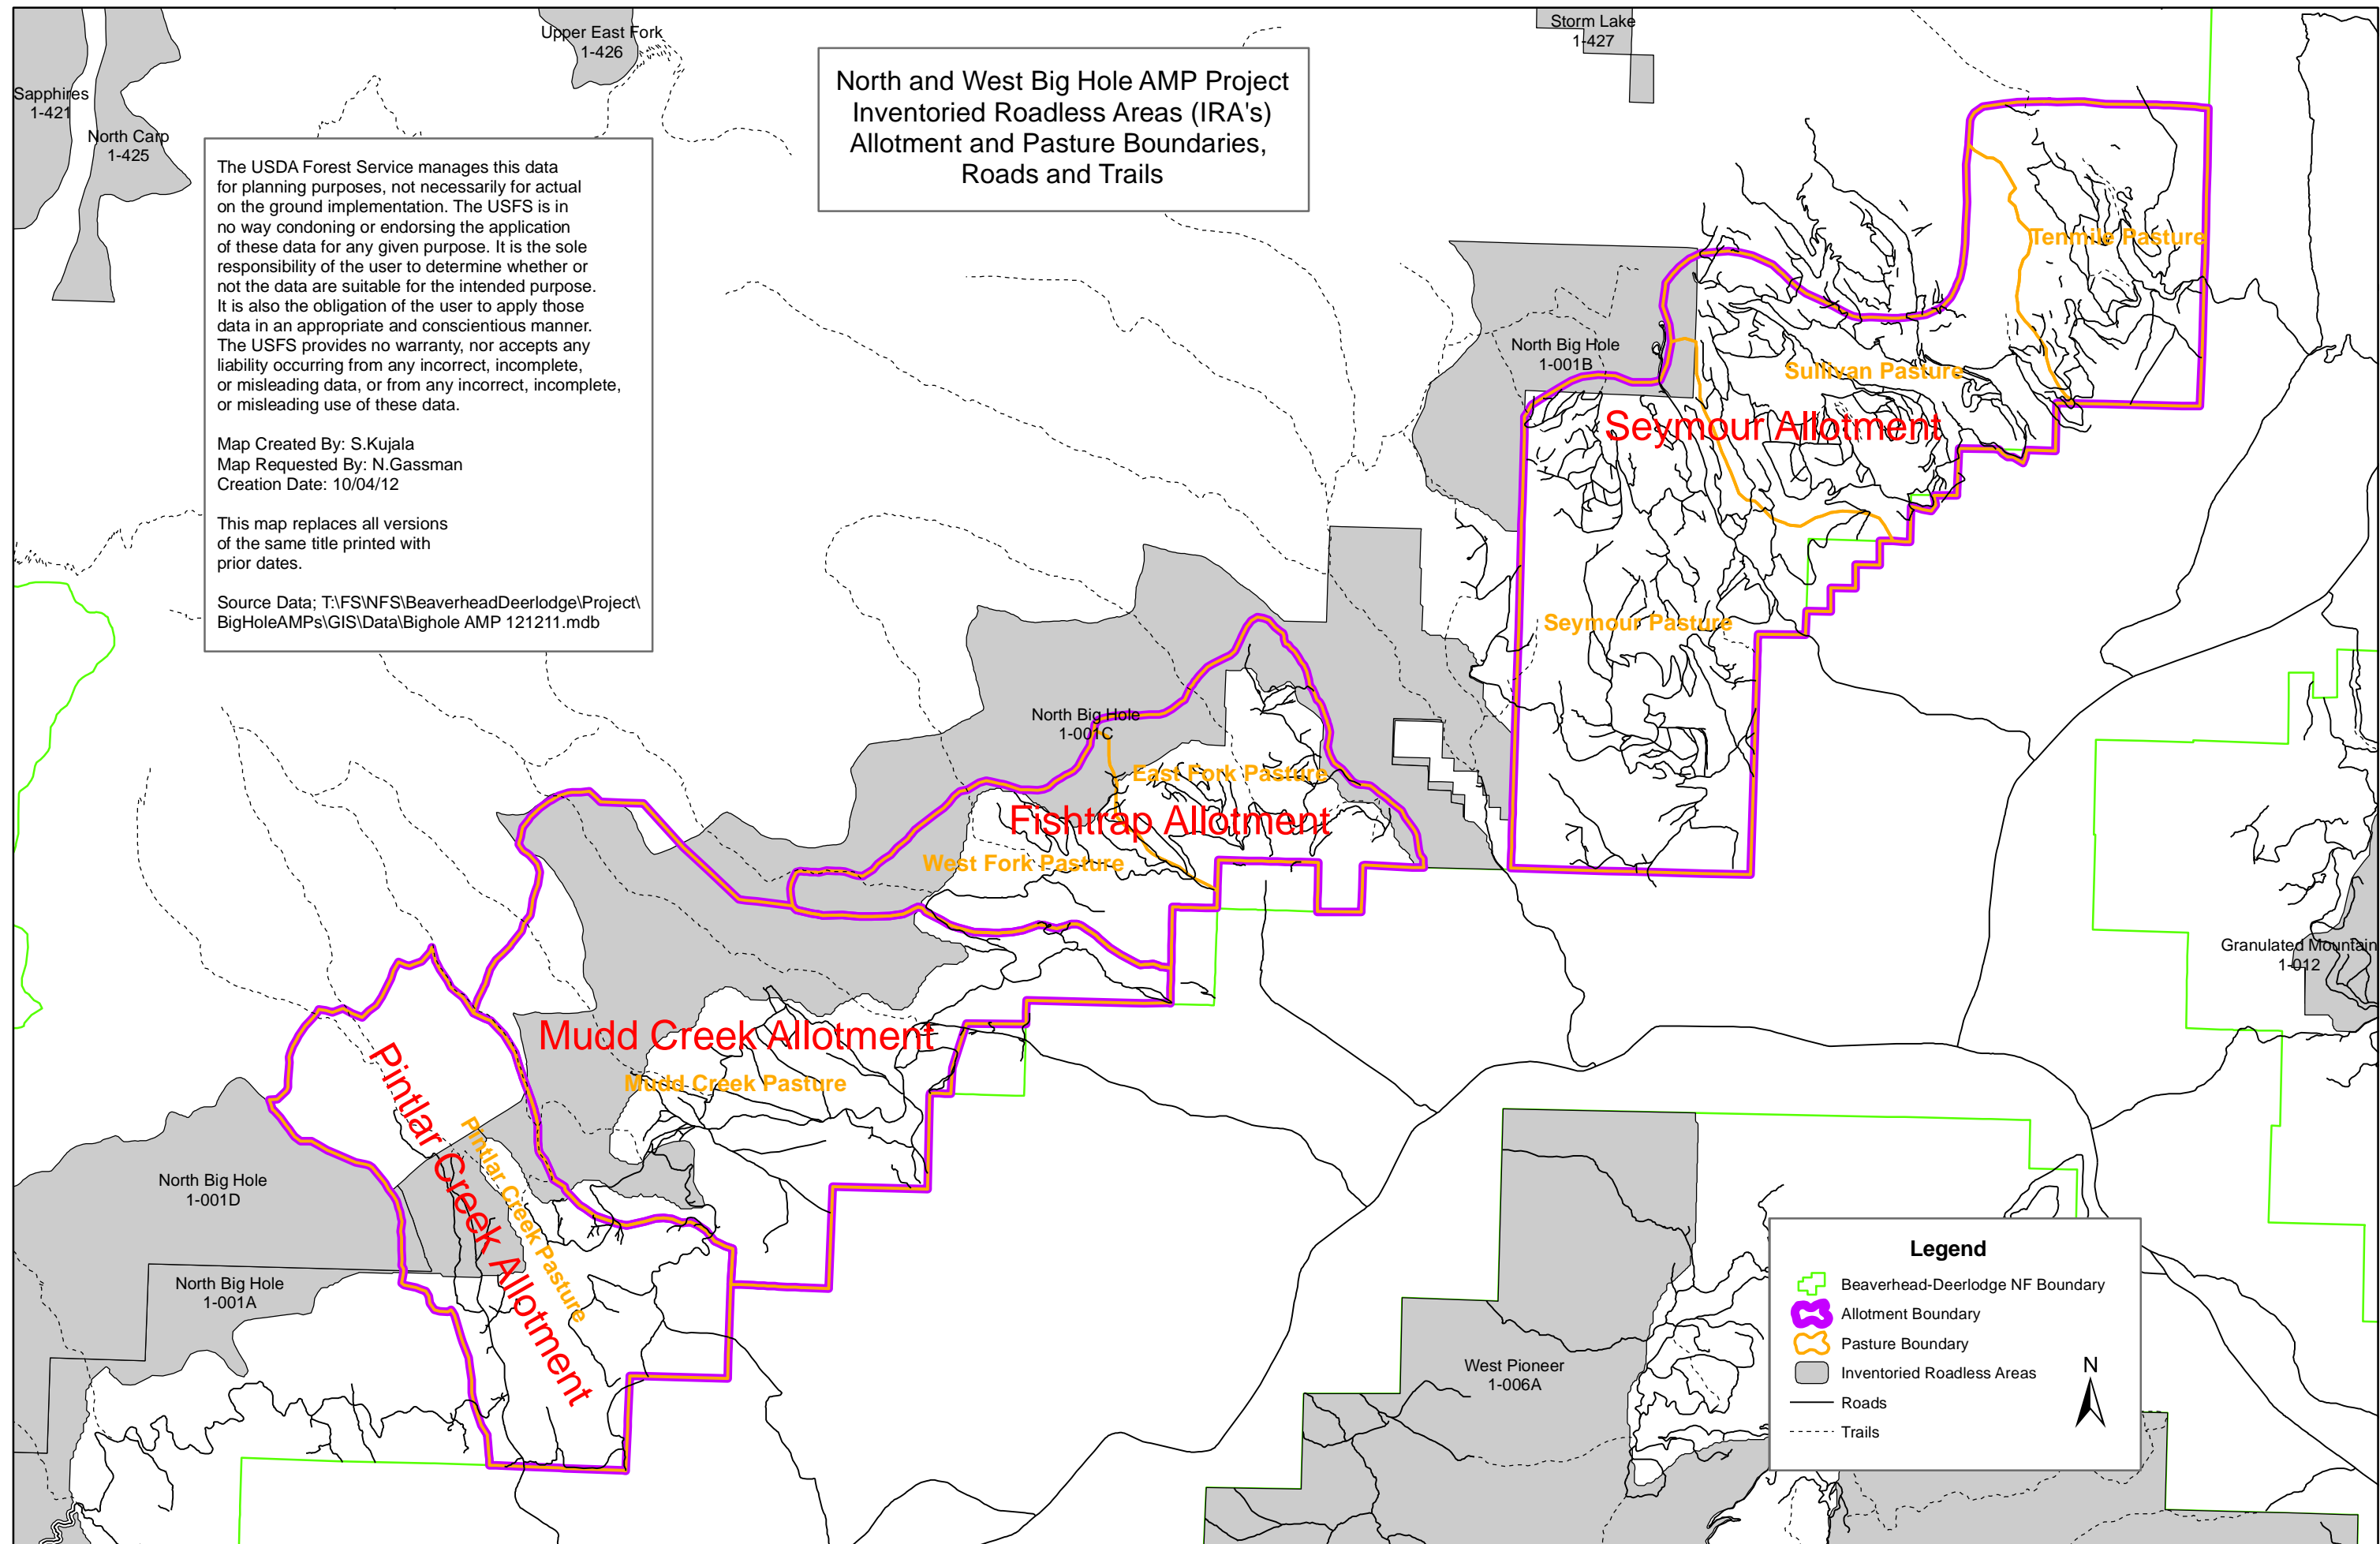 Upper East Fork
1-426
Storm Lake
1-427
Sapphires
1-421
North Carp
1-425
North and West Big Hole AMP Project
Inventoried Roadless Areas (IRA's)
Allotment and Pasture Boundaries,
Roads and Trails
The USDA Forest Service manages this data
for planning purposes, not necessarily for actual
on the ground implementation. The USFS is in
no way condoning or endorsing the application
of these data for any given purpose. It is the sole
responsibility of the user to determine whether or
not the data are suitable for the intended purpose.
It is also the obligation of the user to apply those
data in an appropriate and conscientious manner.
The USFS provides no warranty, nor accepts any
liability occurring from any incorrect, incomplete,
or misleading data, or from any incorrect, incomplete,
or misleading use of these data.
Map Created By: S.Kujala
Map Requested By: N.Gassman
Creation Date: 10/04/12
This map replaces all versions
of the same title printed with
prior dates.
Source Data; T:\FS\NFS\BeaverheadDeerlodge\Project\
BigHoleAMPs\GIS\Data\Bighole AMP 121211.mdb
Tenmile Pasture
North Big Hole
1-001B
Sullivan Pasture
Seymour Allotment
Seymour Pasture
North Big Hole
1-001C
East Fork Pasture
Fishtrap Allotment
West Fork Pasture
Granulated Mountain
1-012
Mudd Creek Allotment
Mudd Creek Pasture
Pintlar Creek Allotment
Pintlar Creek Pasture
North Big Hole
1-001D
North Big Hole
1-001A
West Pioneer
1-006A
Legend
Beaverhead-Deerlodge NF Boundary
Allotment Boundary
Pasture Boundary
Inventoried Roadless Areas
Roads
Trails
N